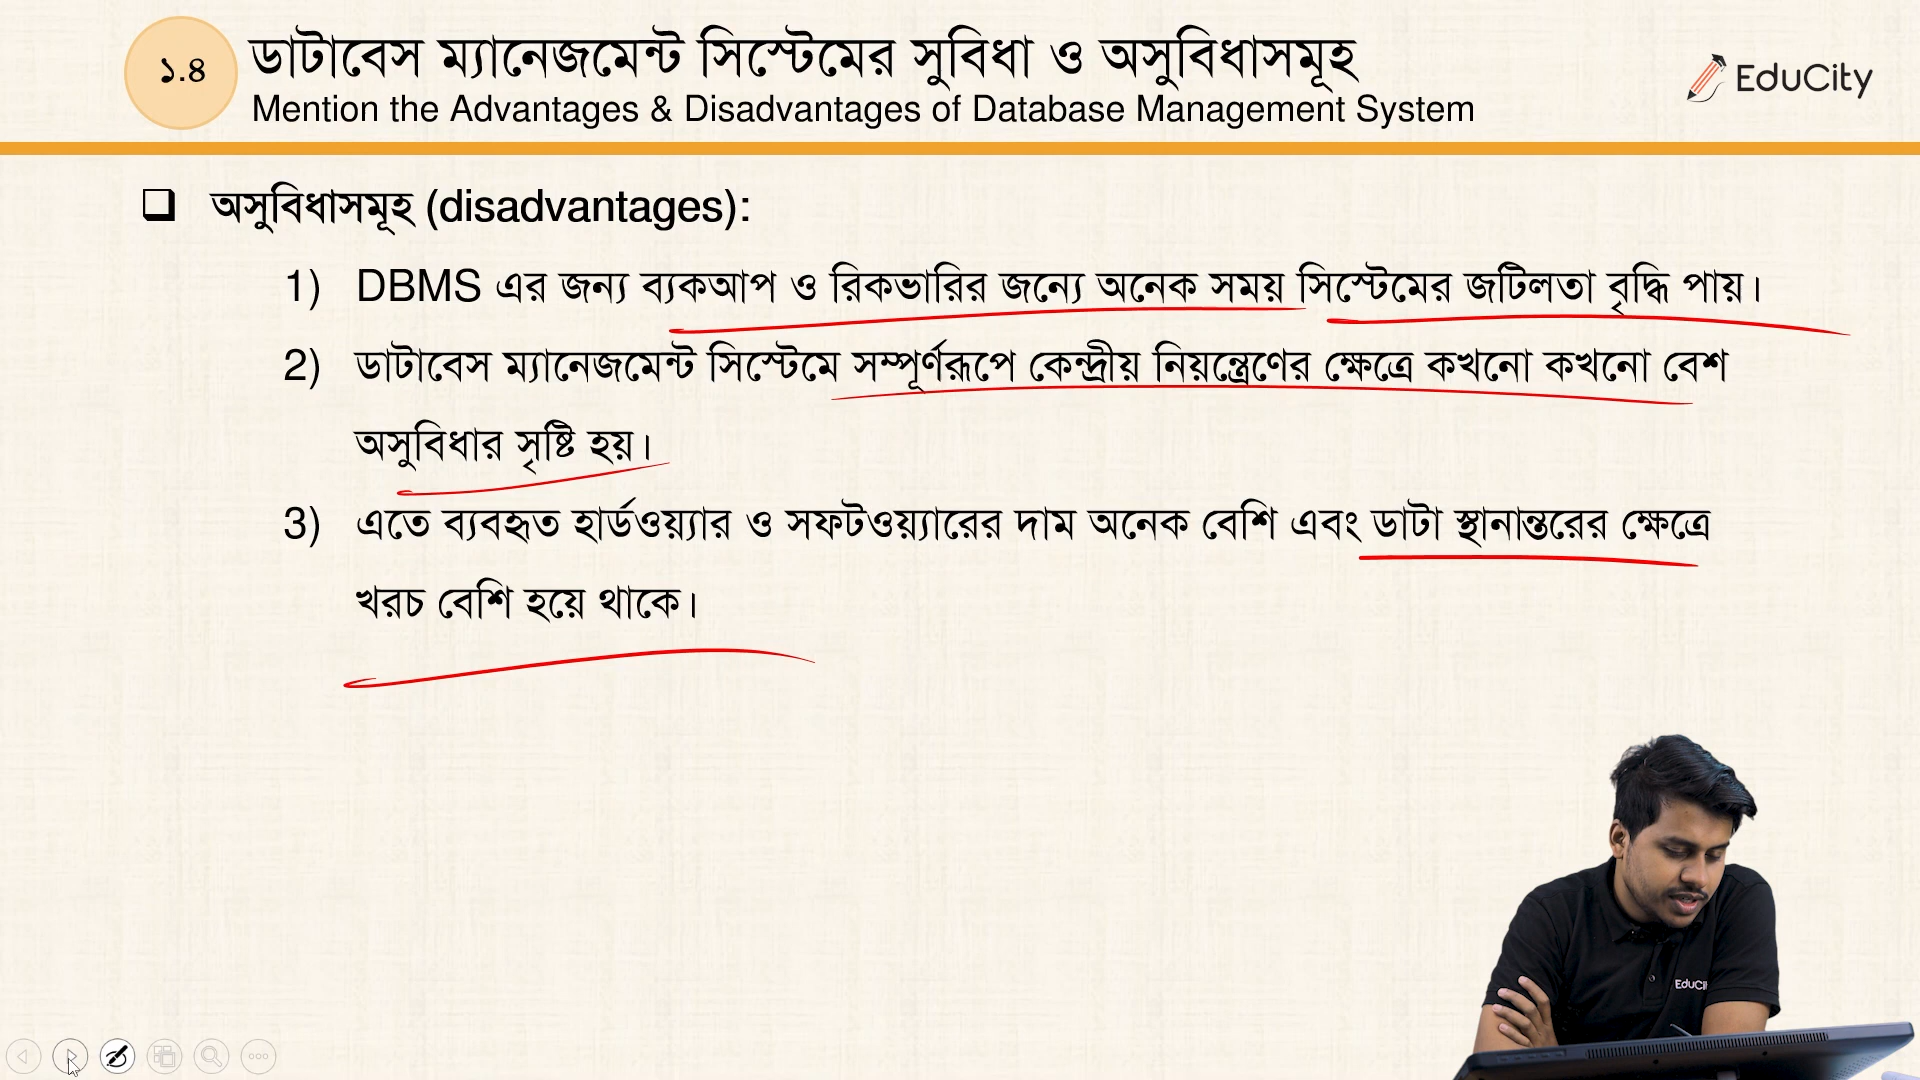 ১.৪
ডাটাবেস ম্যানেজমেন্ট সিস্টেমের সুবিধা ও অসুবিধাসমূহ
Mention the Advantages & Disadvantages of Database Management System
EduCity
অসুবিধাসমূহ (disadvantages):
1) DBMS এর জন্য ব্যকআপ ও রিকভারির জন্যে অনেক সময় সিস্টেমের জটিলতা বৃদ্ধি পায়।
2) ডাটাবেস ম্যানেজমেন্ট সিস্টেমে সম্পূর্ণরূপে কেন্দ্রীয় নিয়ন্ত্রেণের ক্ষেত্রে কখনো কখনো বেশ
অসুবিধার সৃষ্টি হয়।
3) এতে ব্যবহৃত হার্ডওয়্যার ও সফটওয়্যারের দাম অনেক বেশি এবং ডাটা স্থানান্তরের ক্ষেত্রে
খরচ বেশি হয়ে থাকে।